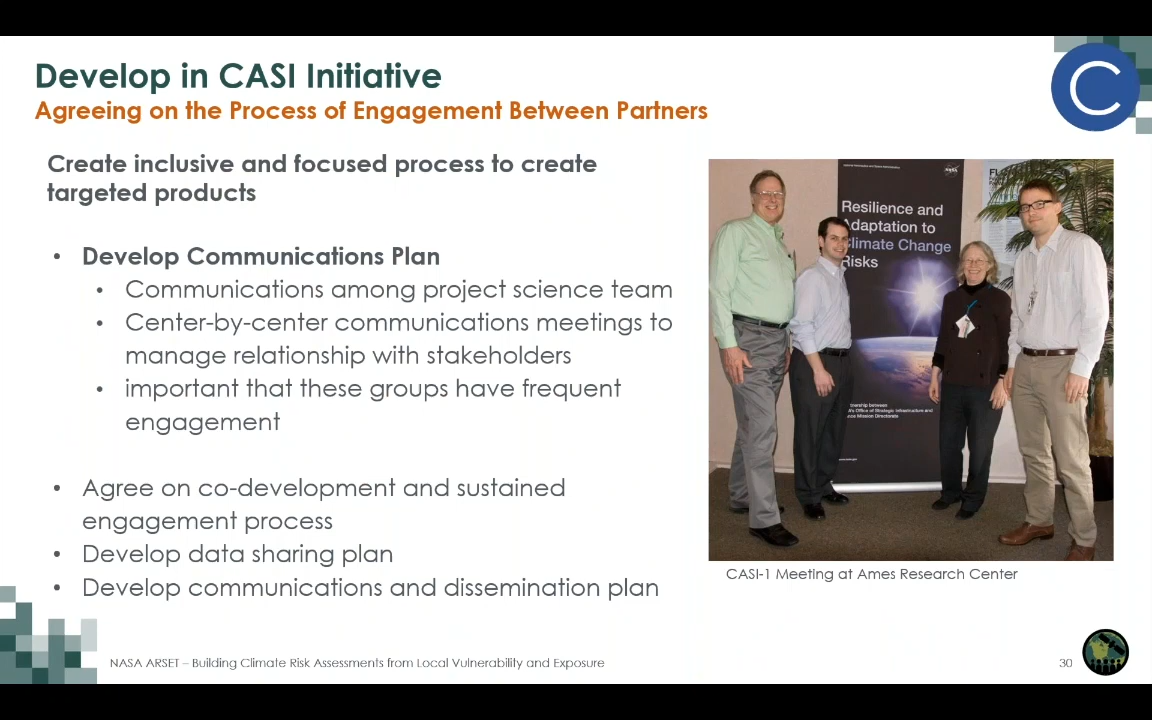 Develop in CASI Initiative
Agreeing on the Process of Engagement Between Partners
C
Create inclusive and focused process to create
targeted products
• Develop Communications Plan
• Communications among project science team
• Center-by-center communications meetings to
manage relationship with stakeholders
• important that these groups have frequent
engagement
• Agree on co-development and sustained
engagement process
• Develop data sharing plan
• Develop communications and dissemination plan
NASA
Resilience and
Adaptation to
Climate Change
Risks
FL
CASI-1 Meeting at Ames Research Center
NASA ARSET – Building Climate Risk Assessments from Local Vulnerability and Exposure
30